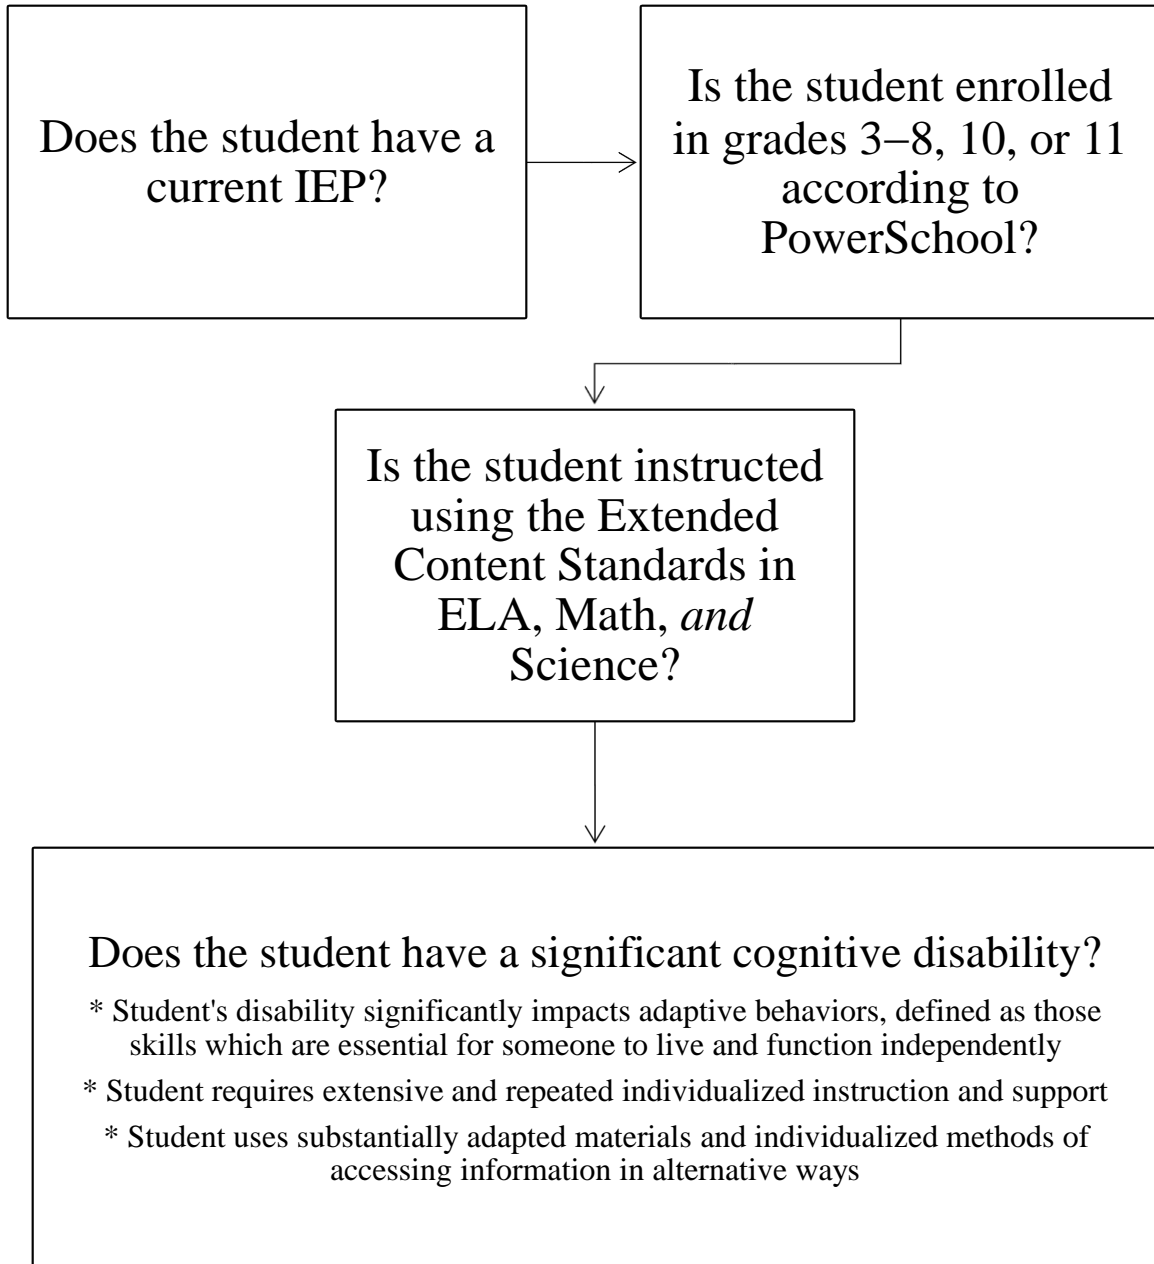 Does the student have a
current IEP?
Is the student enrolled
in grades 3–8, 10, or 11
according to
PowerSchool?
Is the student instructed
using the Extended
Content Standards in
ELA, Math, and
Science?
Does the student have a significant cognitive disability?
* Student's disability significantly impacts adaptive behaviors, defined as those
skills which are essential for someone to live and function independently
* Student requires extensive and repeated individualized instruction and support
* Student uses substantially adapted materials and individualized methods of
accessing information in alternative ways